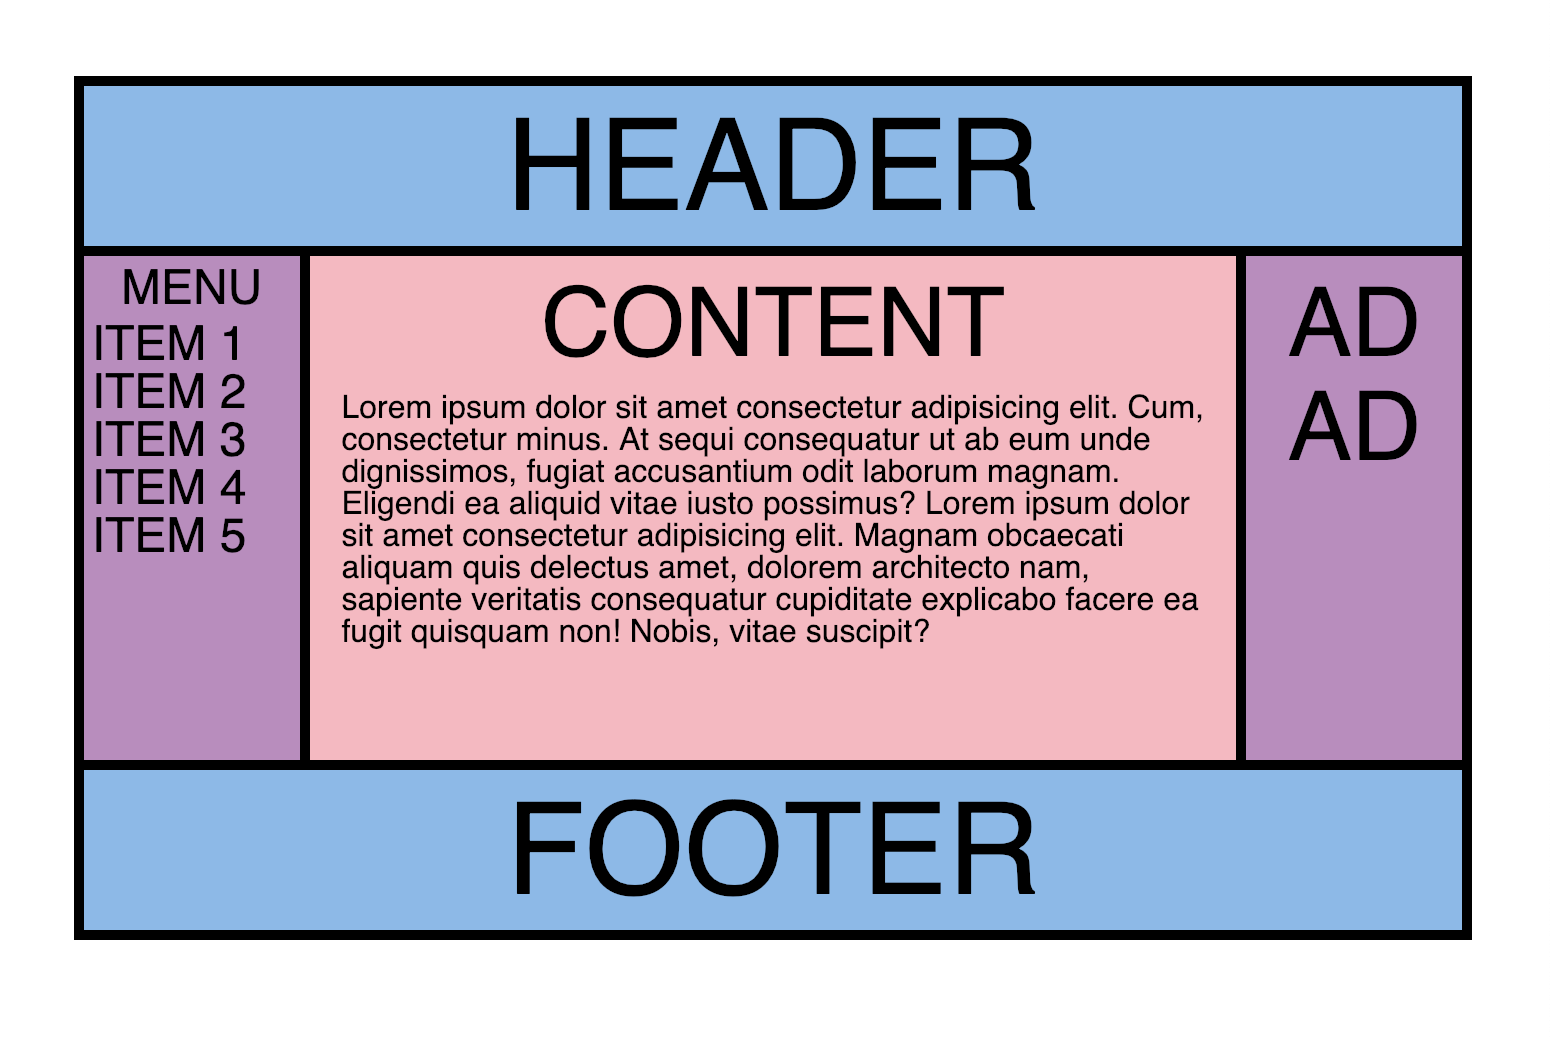 HEADER
MENU
ITEM 1
ITEM 2
ITEM 3
ITEM 4
ITEM 5
CONTENT
Lorem ipsum dolor sit amet consectetur adipisicing elit. Cum,
consectetur minus. At sequi consequatur ut ab eum unde
dignissimos, fugiat accusantium odit laborum magnam.
Eligendi ea aliquid vitae iusto possimus? Lorem ipsum dolor
sit amet consectetur adipisicing elit. Magnam obcaecati
aliquam quis delectus amet, dolorem architecto nam,
sapiente veritatis consequatur cupiditate explicabo facere ea
fugit quisquam non! Nobis, vitae suscipit?
AD
AD
FOOTER